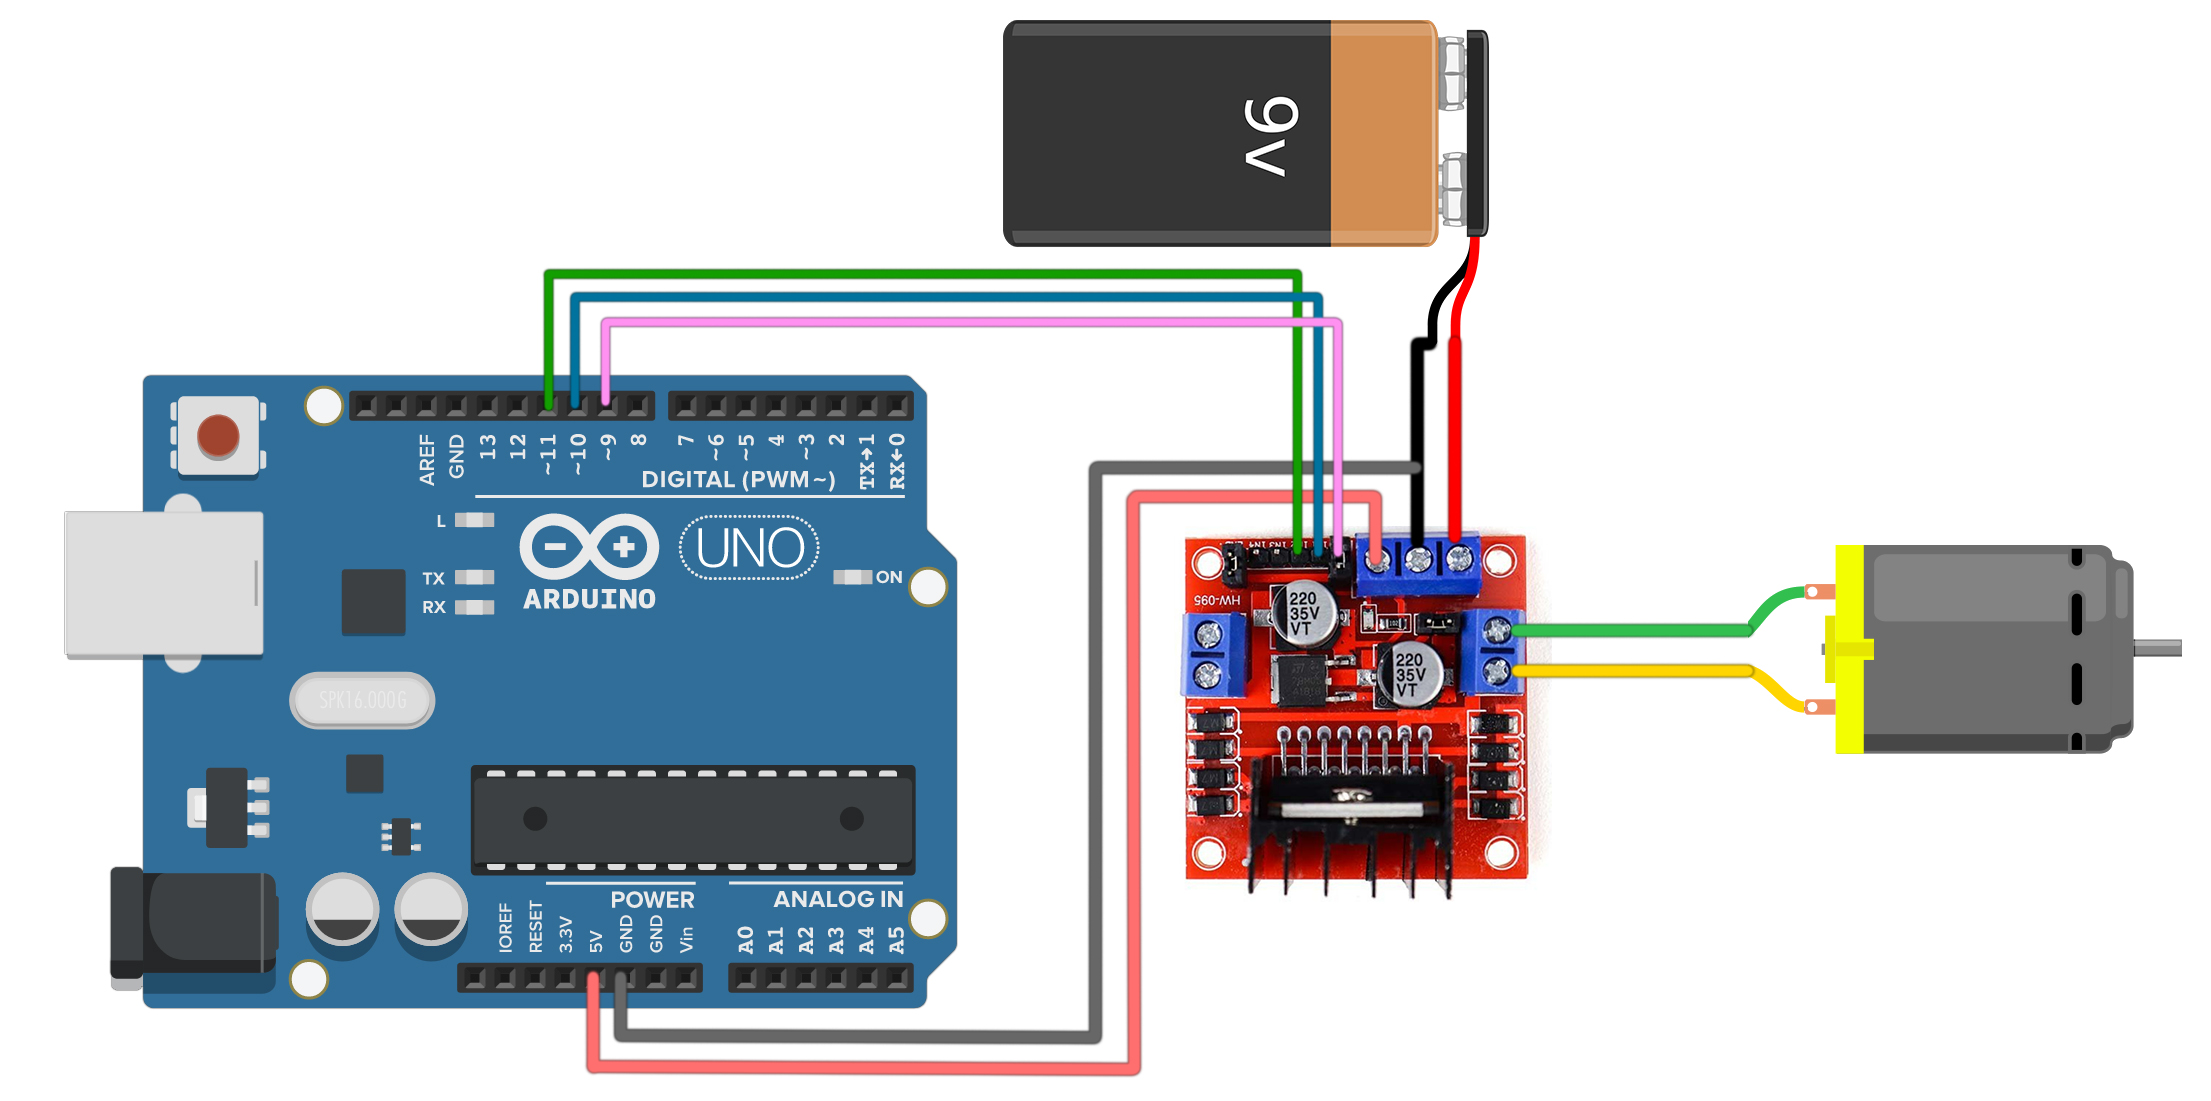 9v
AREF
GND
13
12
~11
~10
~9
8
7
~6
~5
4
~3
2
TX→1
RX←0
DIGITAL (PWM~)
L
TX
RX
ARDUINO
UNO
ON
SPK16.000G
HW-095
220
35V
VT
220
35V
VT
POWER
ANALOG IN
IOREF
RESET
3.3V
5V
GND
GND
Vin
A0
A1
A2
A3
A4
A5